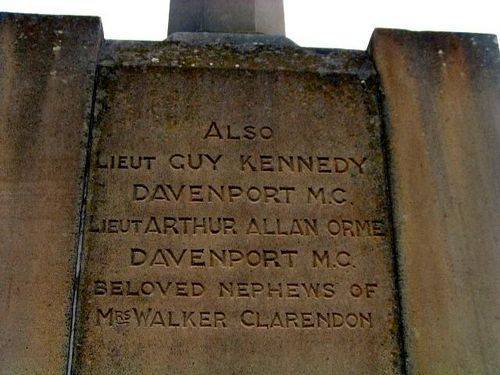 ALSO
LIEUT GUY KENNEDY
DAVENPORT M.C.
LIEUT ARTHUR ALLAN ORME
DAVENPORT M.C.
BELOVED NEPHEWS OF
MRS WALKER CLARENDON